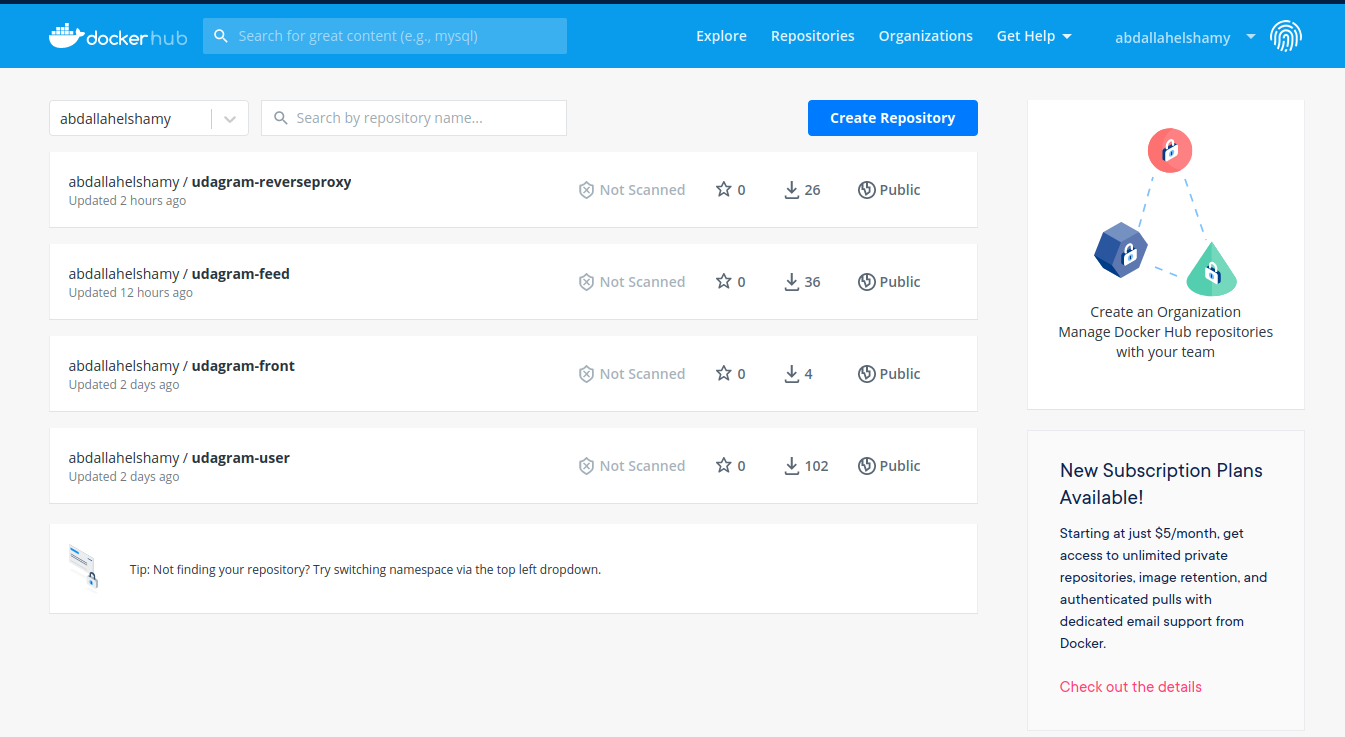 docker hub
Search for great content (e.g., mysql)
Explore
Repositories
Organizations
Get Help
abdallahelshamy
abdallahelshamy
Search by repository name...
Create Repository
abdallahelshamy / udagram-reverseproxy
Updated 2 hours ago
Not Scanned
0
26
Public
abdallahelshamy / udagram-feed
Updated 12 hours ago
Not Scanned
0
36
Public
abdallahelshamy / udagram-front
Updated 2 days ago
Not Scanned
0
4
Public
abdallahelshamy / udagram-user
Updated 2 days ago
Not Scanned
0
102
Public
Tip: Not finding your repository? Try switching namespace via the top left dropdown.
Create an Organization
Manage Docker Hub repositories
with your team
New Subscription Plans
Available!
Starting at just $5/month, get
access to unlimited private
repositories, image retention, and
authenticated pulls with
dedicated email support from
Docker.
Check out the details